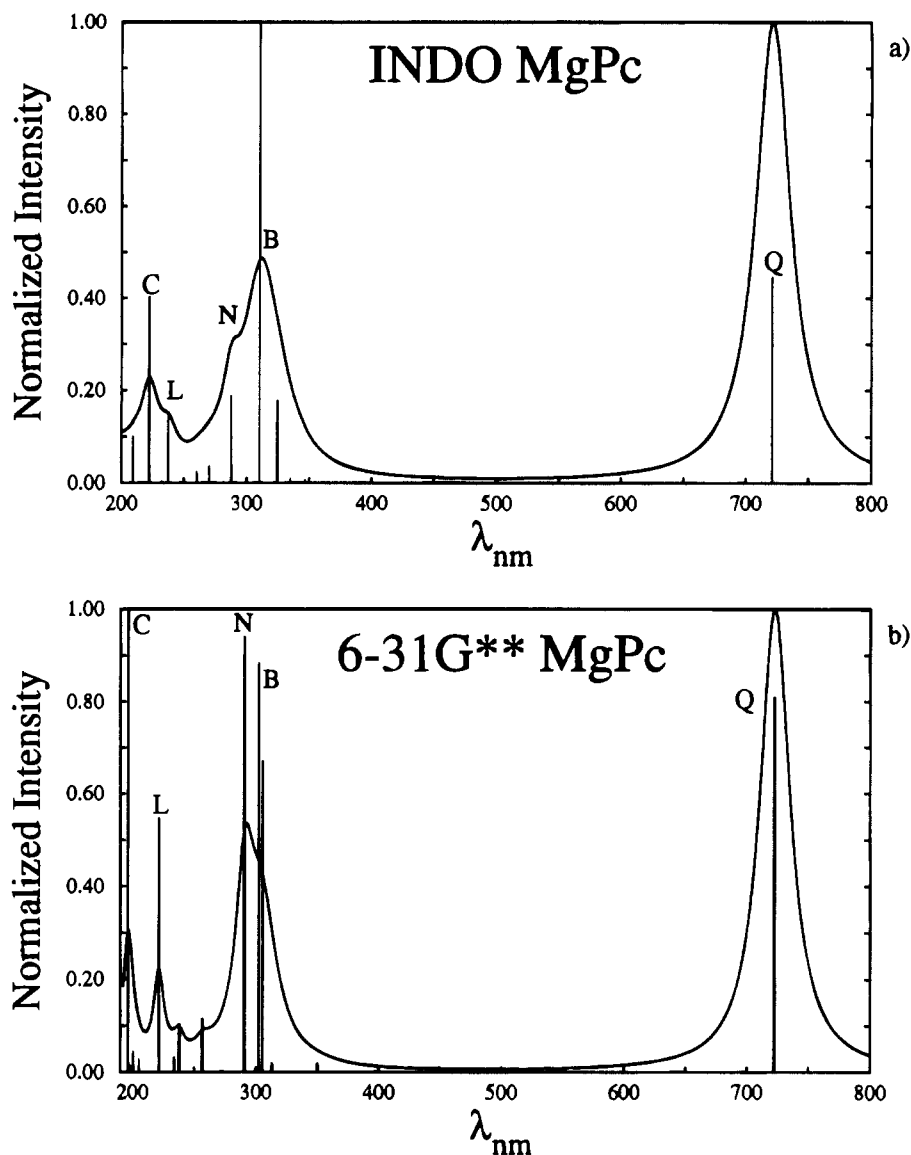 INDO MgPc
a)
Normalized Intensity
1.00
0.80
0.60
0.40
0.20
0.00
C
L
N
B
Q
200 300 400 500 600 700 800
λnm
6-31G** MgPc
b)
Normalized Intensity
1.00
0.80
0.60
0.40
0.20
0.00
C
L
N
B
Q
200 300 400 500 600 700 800
λnm